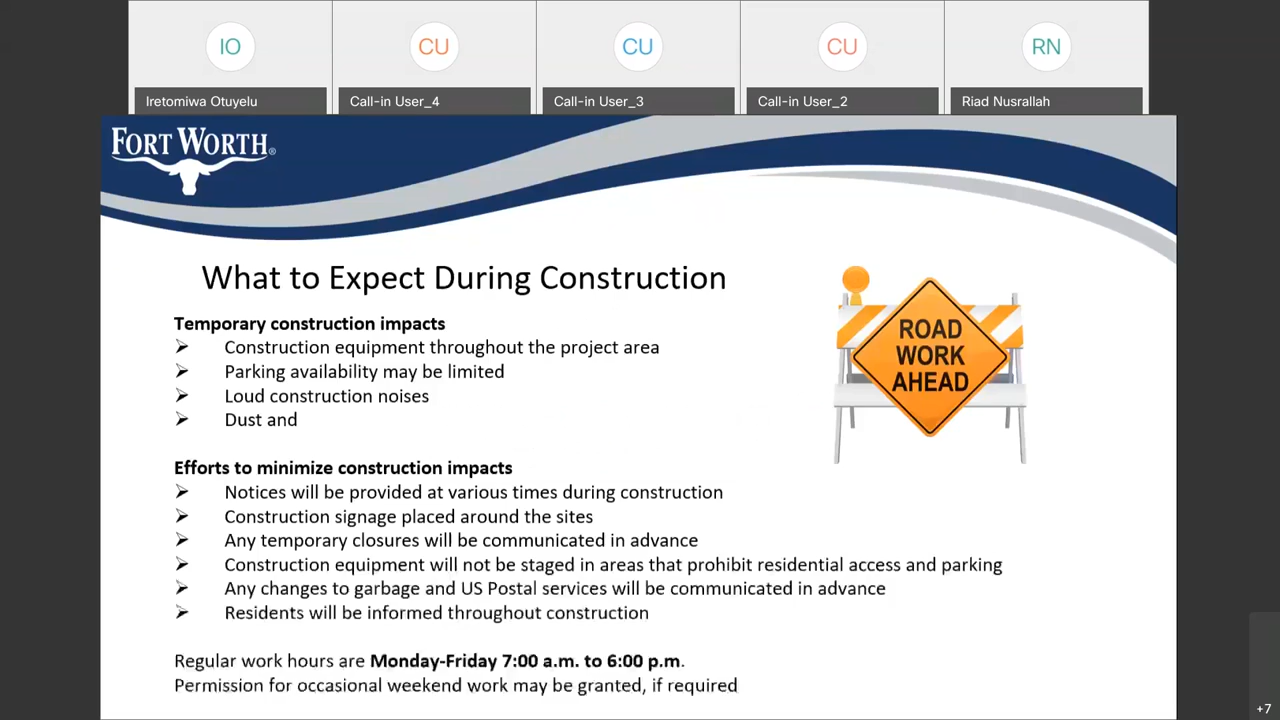 IO
CU
CU
CU
RN
Iretomiwa Otuyelu
Call-in User_4
Call-in User_3
Call-in User_2
Riad Nusrallah
FORT WORTH®
What to Expect During Construction
ROAD
WORK
AHEAD
Temporary construction impacts
Construction equipment throughout the project area
Parking availability may be limited
Loud construction noises
Dust and
Efforts to minimize construction impacts
Notices will be provided at various times during construction
Construction signage placed around the sites
Any temporary closures will be communicated in advance
Construction equipment will not be staged in areas that prohibit residential access and parking
Any changes to garbage and US Postal services will be communicated in advance
Residents will be informed throughout construction
Regular work hours are Monday-Friday 7:00 a.m. to 6:00 p.m.
Permission for occasional weekend work may be granted, if required
+7